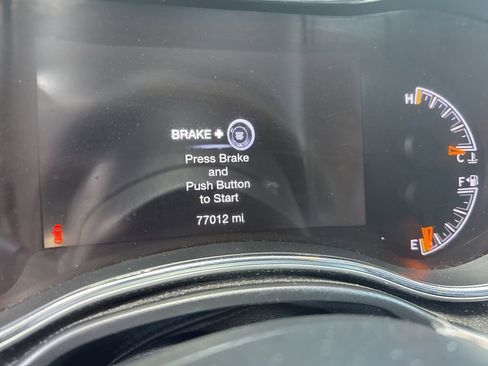 BRAKE +
Press Brake
and
Push Button
to Start
77012 mi
H
C
F
E